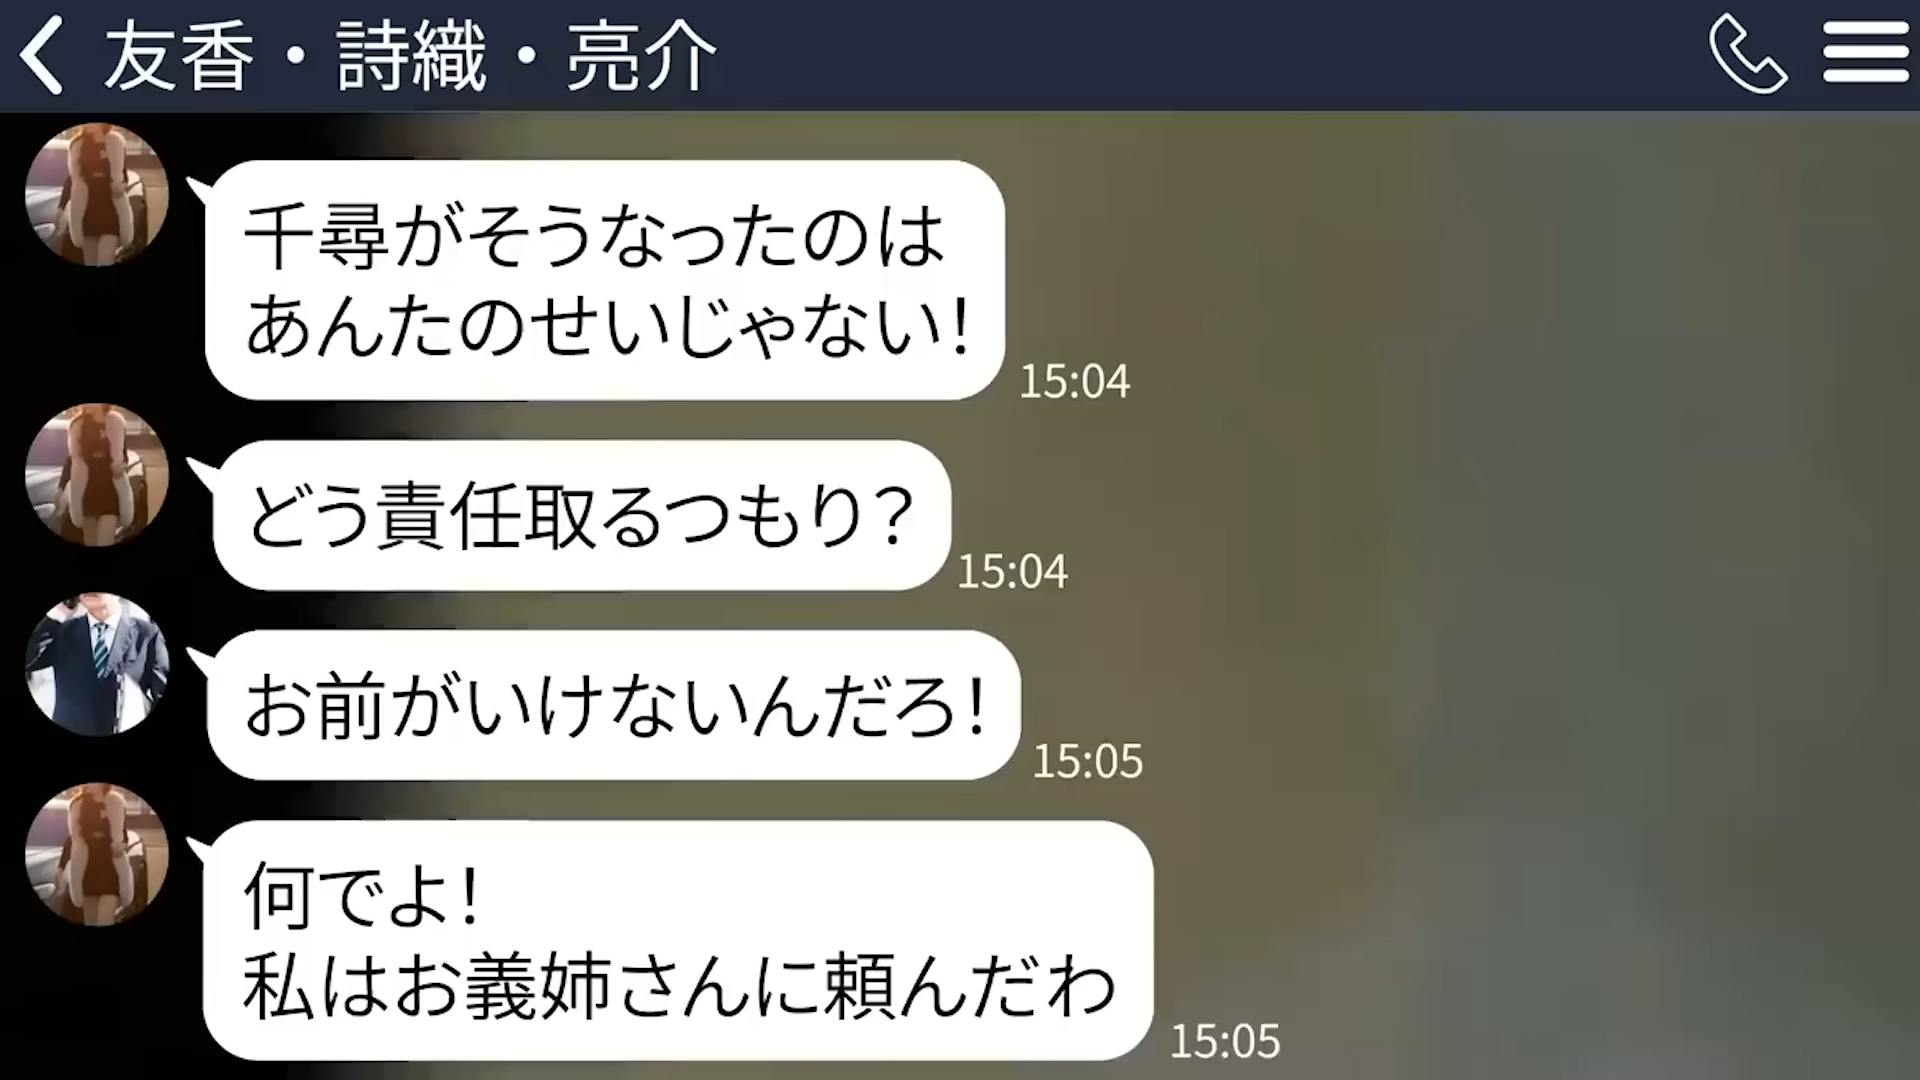 友香・詩織・亮介
千尋がそうなったのは
あんたのせいじゃない！
15:04
どう責任取るつもり？
15:04
お前がいけないんだろ！
15:05
何でよ！
私はお義姉さんに頼んだわ
15:05